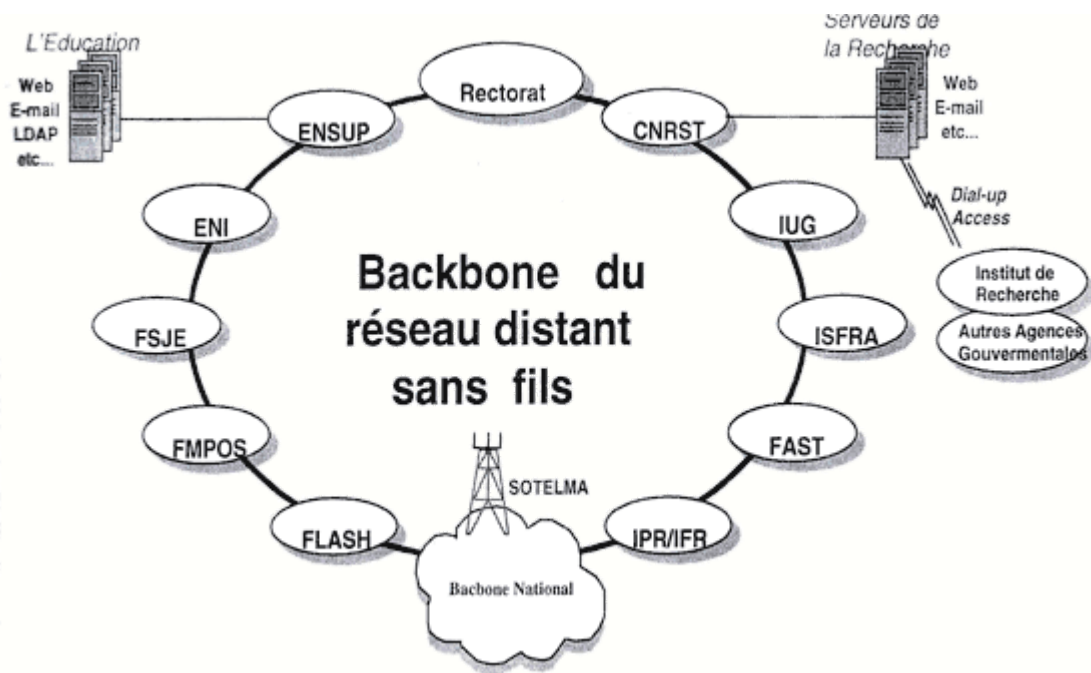 L'Education
Web
E-mail
LDAP
etc...
Serveurs de
la Recherche
Web
E-mail
etc...
Dial-up
Access
Institut de
Recherche
Autres Agences
Gouvermentales
Rectorat
ENSUP
CNRST
ENI
IUG
FSJE
ISFRA
FMPOS
FAST
FLASH
IPR/IFR
Backbone du
réseau distant
sans fils
SOTELMA
Bacbone National